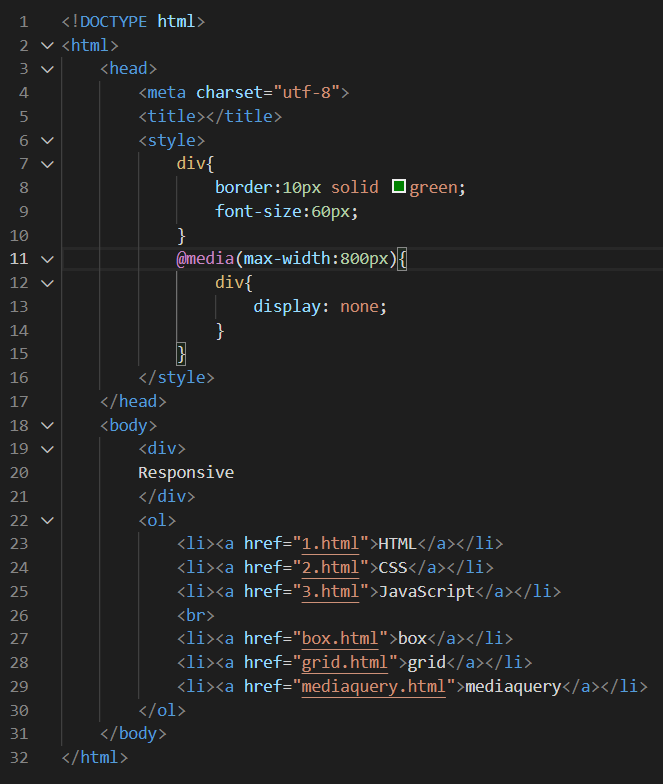 1 <!DOCTYPE html>
2 <html>
3     <head>
4         <meta charset="utf-8">
5         <title></title>
6         <style>
7             div{
8                 border:10px solid green;
9                 font-size:60px;
10             }
11             @media(max-width:800px){
12                 div{
13                     display: none;
14                 }
15             }
16         </style>
17     </head>
18     <body>
19         <div>
20         Responsive
21         </div>
22         <ol>
23             <li><a href="1.html">HTML</a></li>
24             <li><a href="2.html">CSS</a></li>
25             <li><a href="3.html">JavaScript</a></li>
26             <br>
27             <li><a href="box.html">box</a></li>
28             <li><a href="grid.html">grid</a></li>
29             <li><a href="mediaquery.html">mediaquery</a></li>
30         </ol>
31     </body>
32 </html>